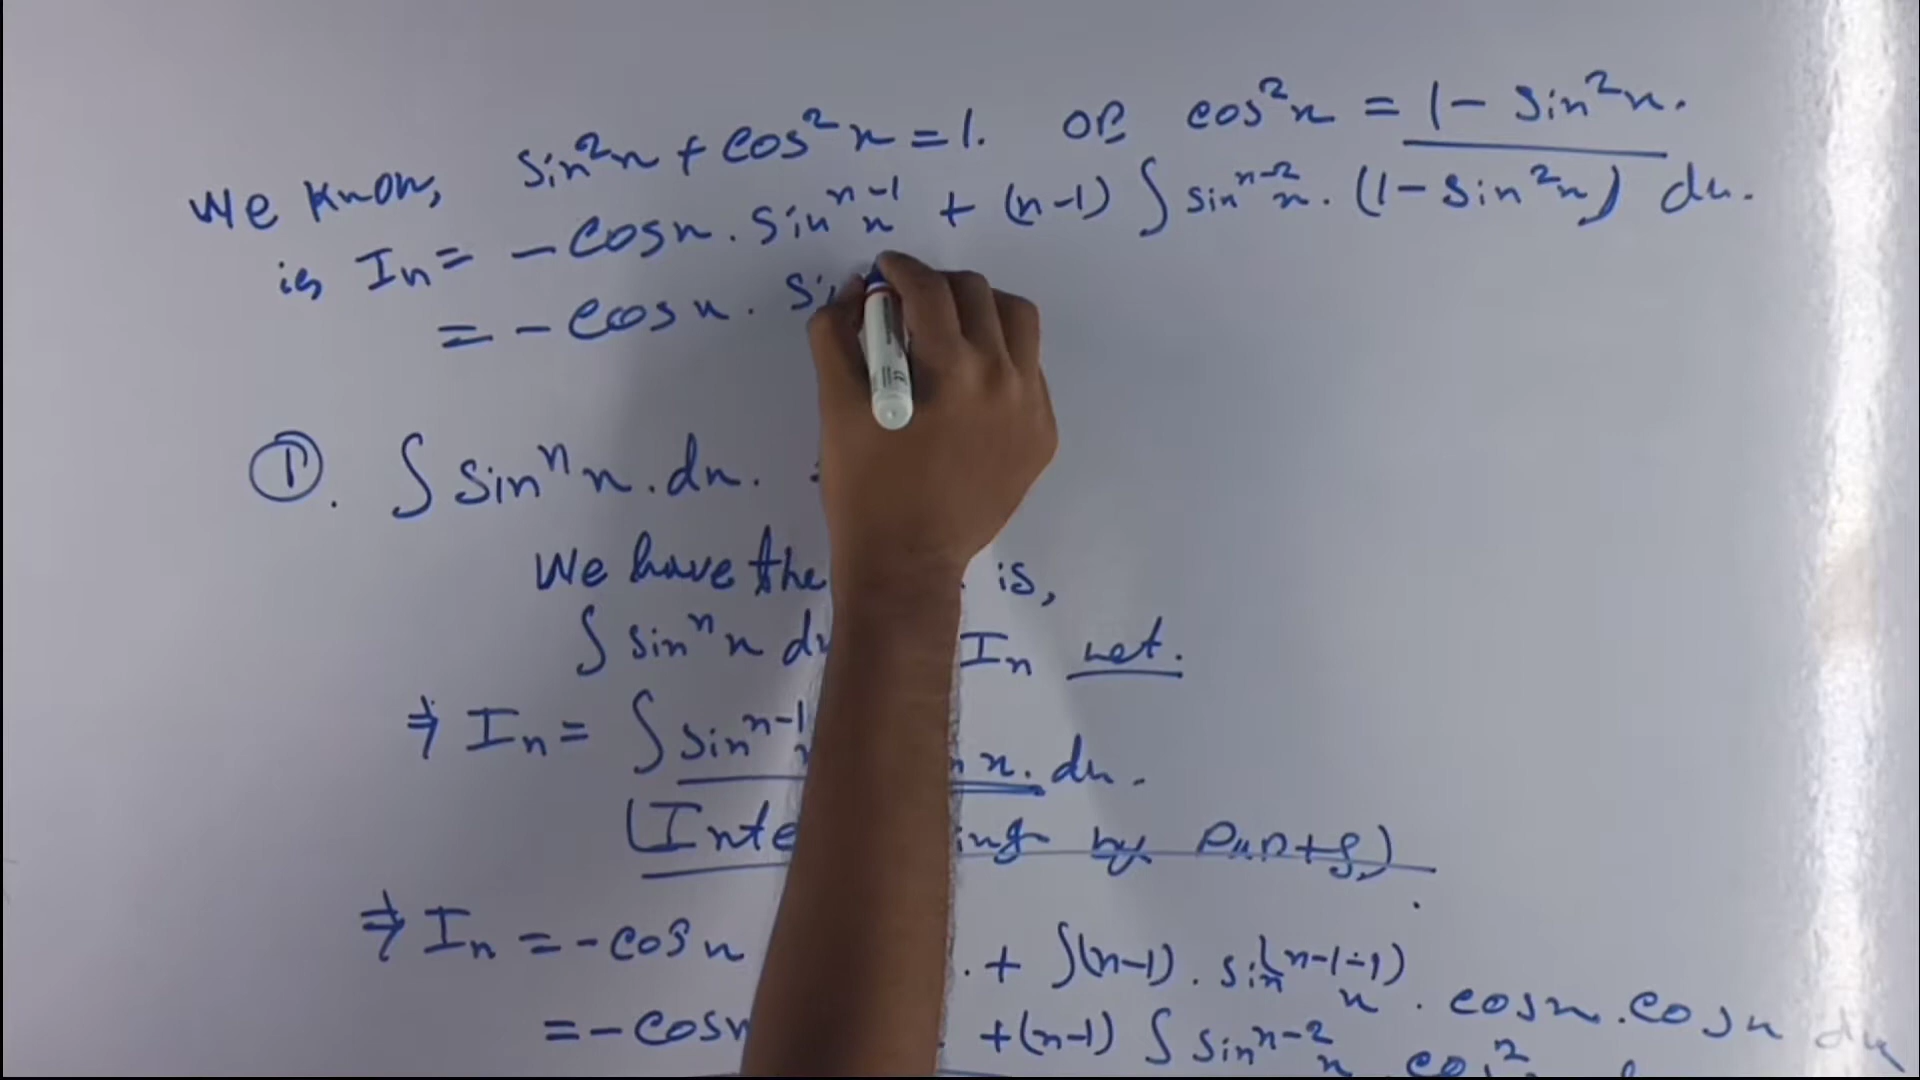 We know, sin²x + cos²x = 1. or cos²x = 1 - sin²x.
is Iₙ = - cosx. sinⁿ⁻¹x + (n-1) ∫ sinⁿ⁻²x. (1 - sin²x) dx.
= - cosx. si
①. ∫ sinⁿx.dx.
We have the is,
∫ sinⁿx d Iₙ Let.
⇒ Iₙ = ∫ sinⁿ⁻¹ x. dx.
by Parts)
⇒ Iₙ = - cosx . + ∫(n-1). sin⁽ⁿ⁻¹⁻¹⁾x. cosx. cosx dx
= - cosx + (n-1) ∫ sinⁿ⁻²x cos²